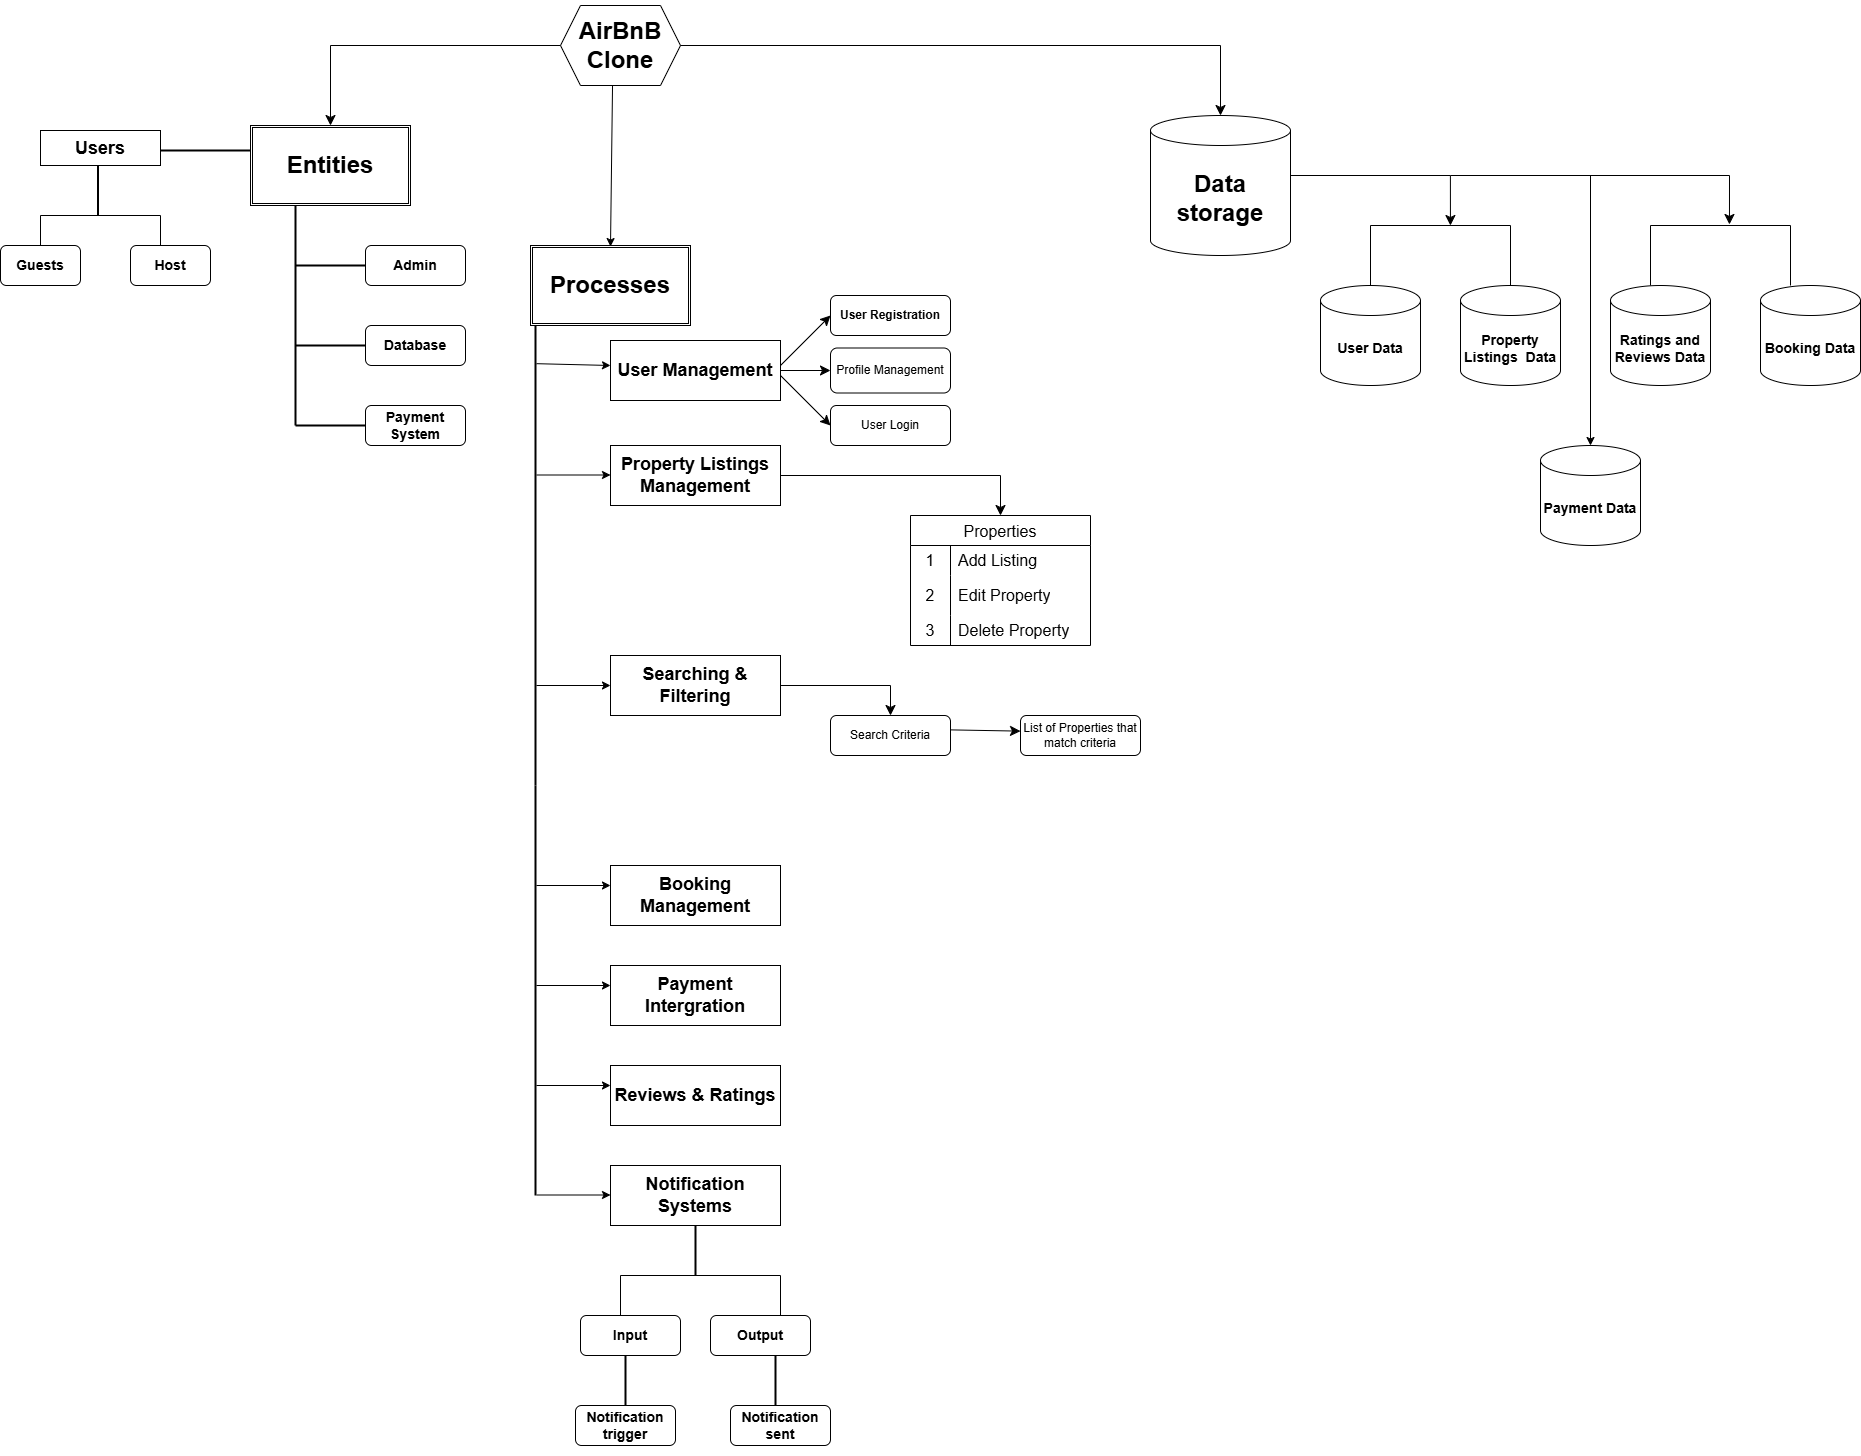 AirBnB
Clone
Users
Entities
Guests
Host
Admin
Database
Payment
System
Processes
User Management
User Registration
Profile Management
User Login
Property Listings
Management
Properties
1 Add Listing
2 Edit Property
3 Delete Property
Searching &
Filtering
Search Criteria
List of Properties that
match criteria
Booking
Management
Payment
Intergration
Reviews & Ratings
Notification
Systems
Input
Output
Notification
trigger
Notification
sent
Data
storage
User Data
Property
Listings  Data
Ratings and
Reviews Data
Booking Data
Payment Data